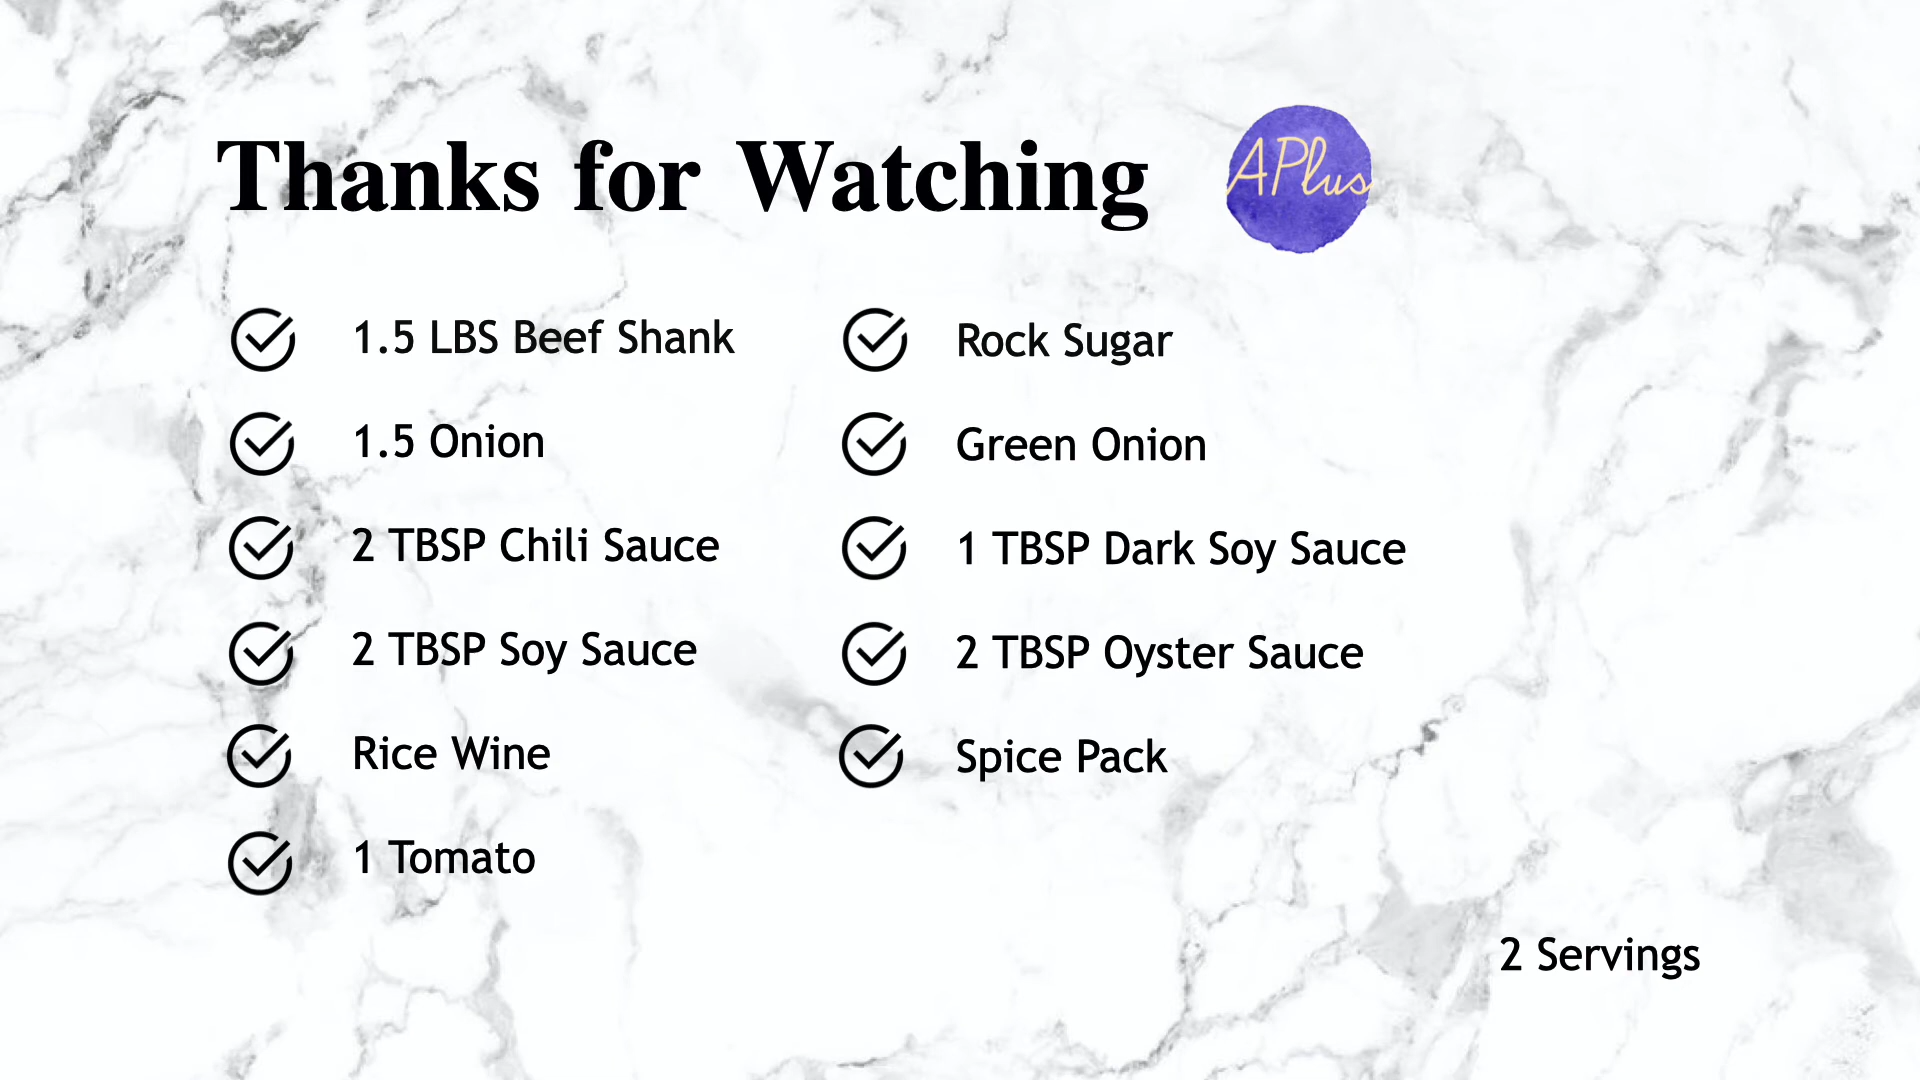 Thanks for Watching
APlus
1.5 LBS Beef Shank
1.5 Onion
2 TBSP Chili Sauce
2 TBSP Soy Sauce
Rice Wine
1 Tomato
Rock Sugar
Green Onion
1 TBSP Dark Soy Sauce
2 TBSP Oyster Sauce
Spice Pack
2 Servings